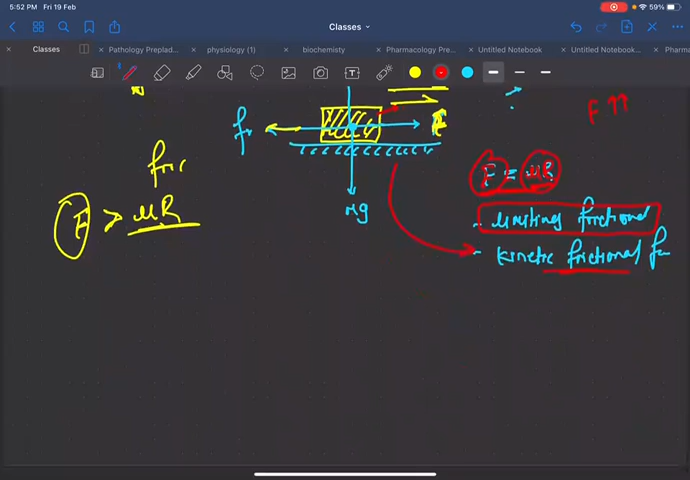 5:52 PM Fri 19 Feb
59%
Classes
Classes
Pathology Preplad...
physiology (1)
biochemisty
Pharmacology Pre...
Untitled Notebook
Untitled Notebook...
Pharma
F ↑↑
fr
F
fric
F = μR
F > μR
Mg
- Limiting frictional
- Kinetic frictional